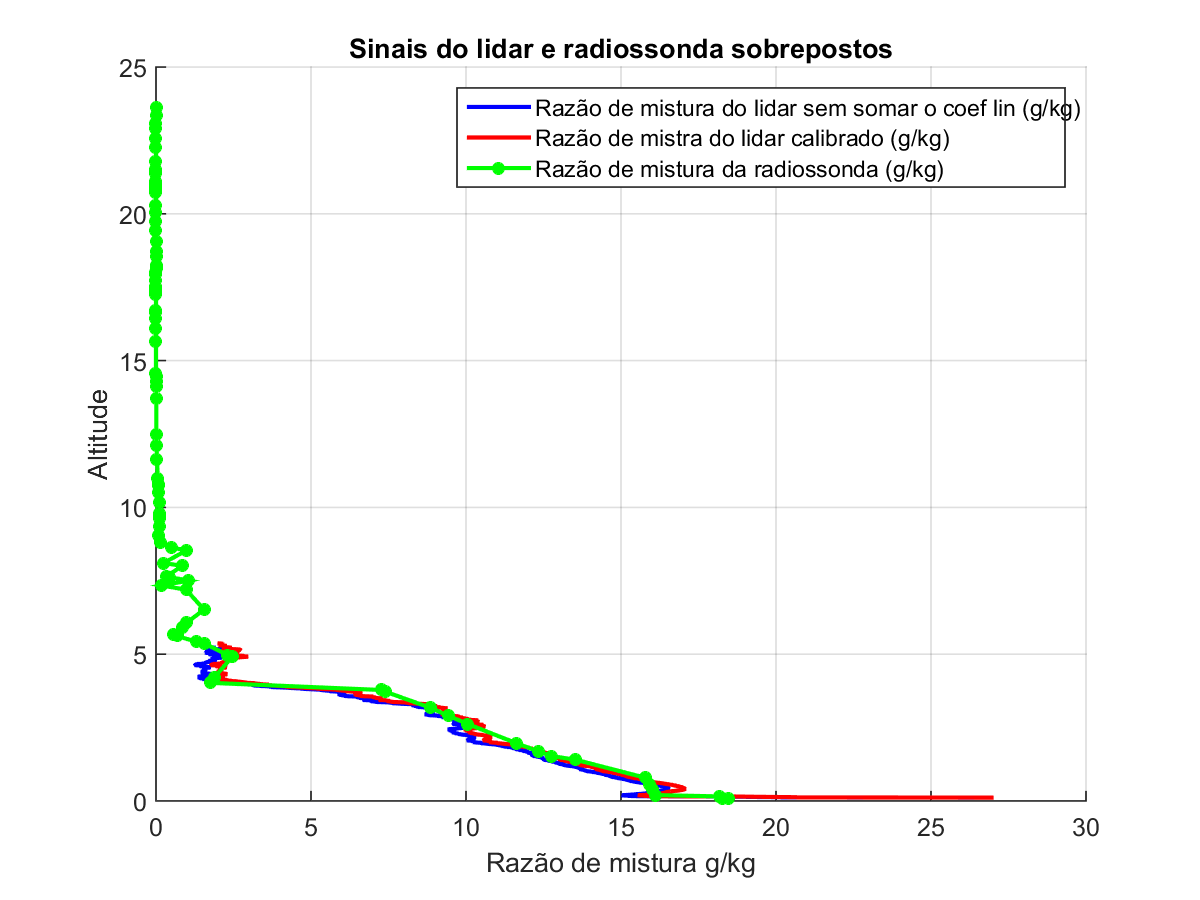 Sinais do lidar e radiossonda sobrepostos
25
20
15
10
5
0
Altitude
Razão de mistura do lidar sem somar o coef lin (g/kg)
Razão de mistra do lidar calibrado (g/kg)
Razão de mistura da radiossonda (g/kg)
0 5 10 15 20 25 30
Razão de mistura g/kg